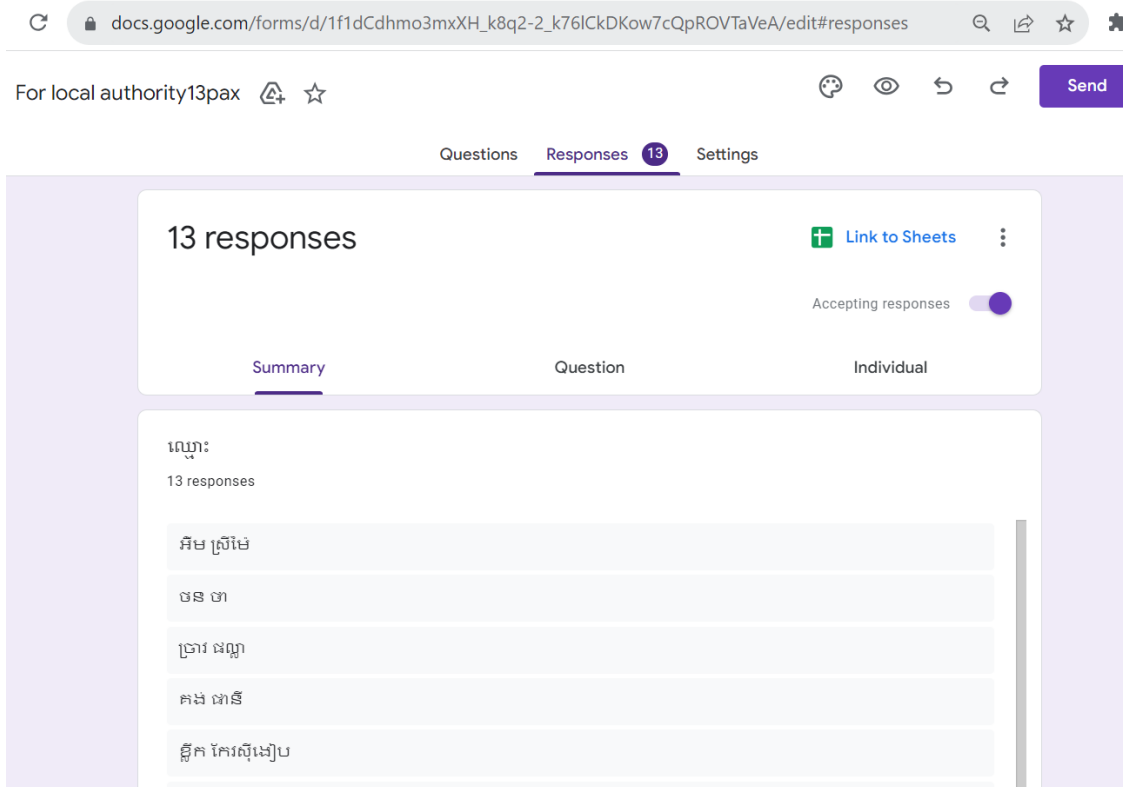 docs.google.com/forms/d/1f1dCdhmo3mxXH_k8q2-2_k76lCkDKow7cQpROVTaVeA/edit#responses
For local authority13pax
Send
Questions Responses 13 Settings
13 responses
Link to Sheets
Accepting responses
Summary Question Individual
ឈ្មោះ
13 responses
អឹម ស្រីម៉ៃ
ថន ថា
ច្រាវ ផល្លា
គង់ ផានី
ខ្លឹក កែវស៊ីងៀប